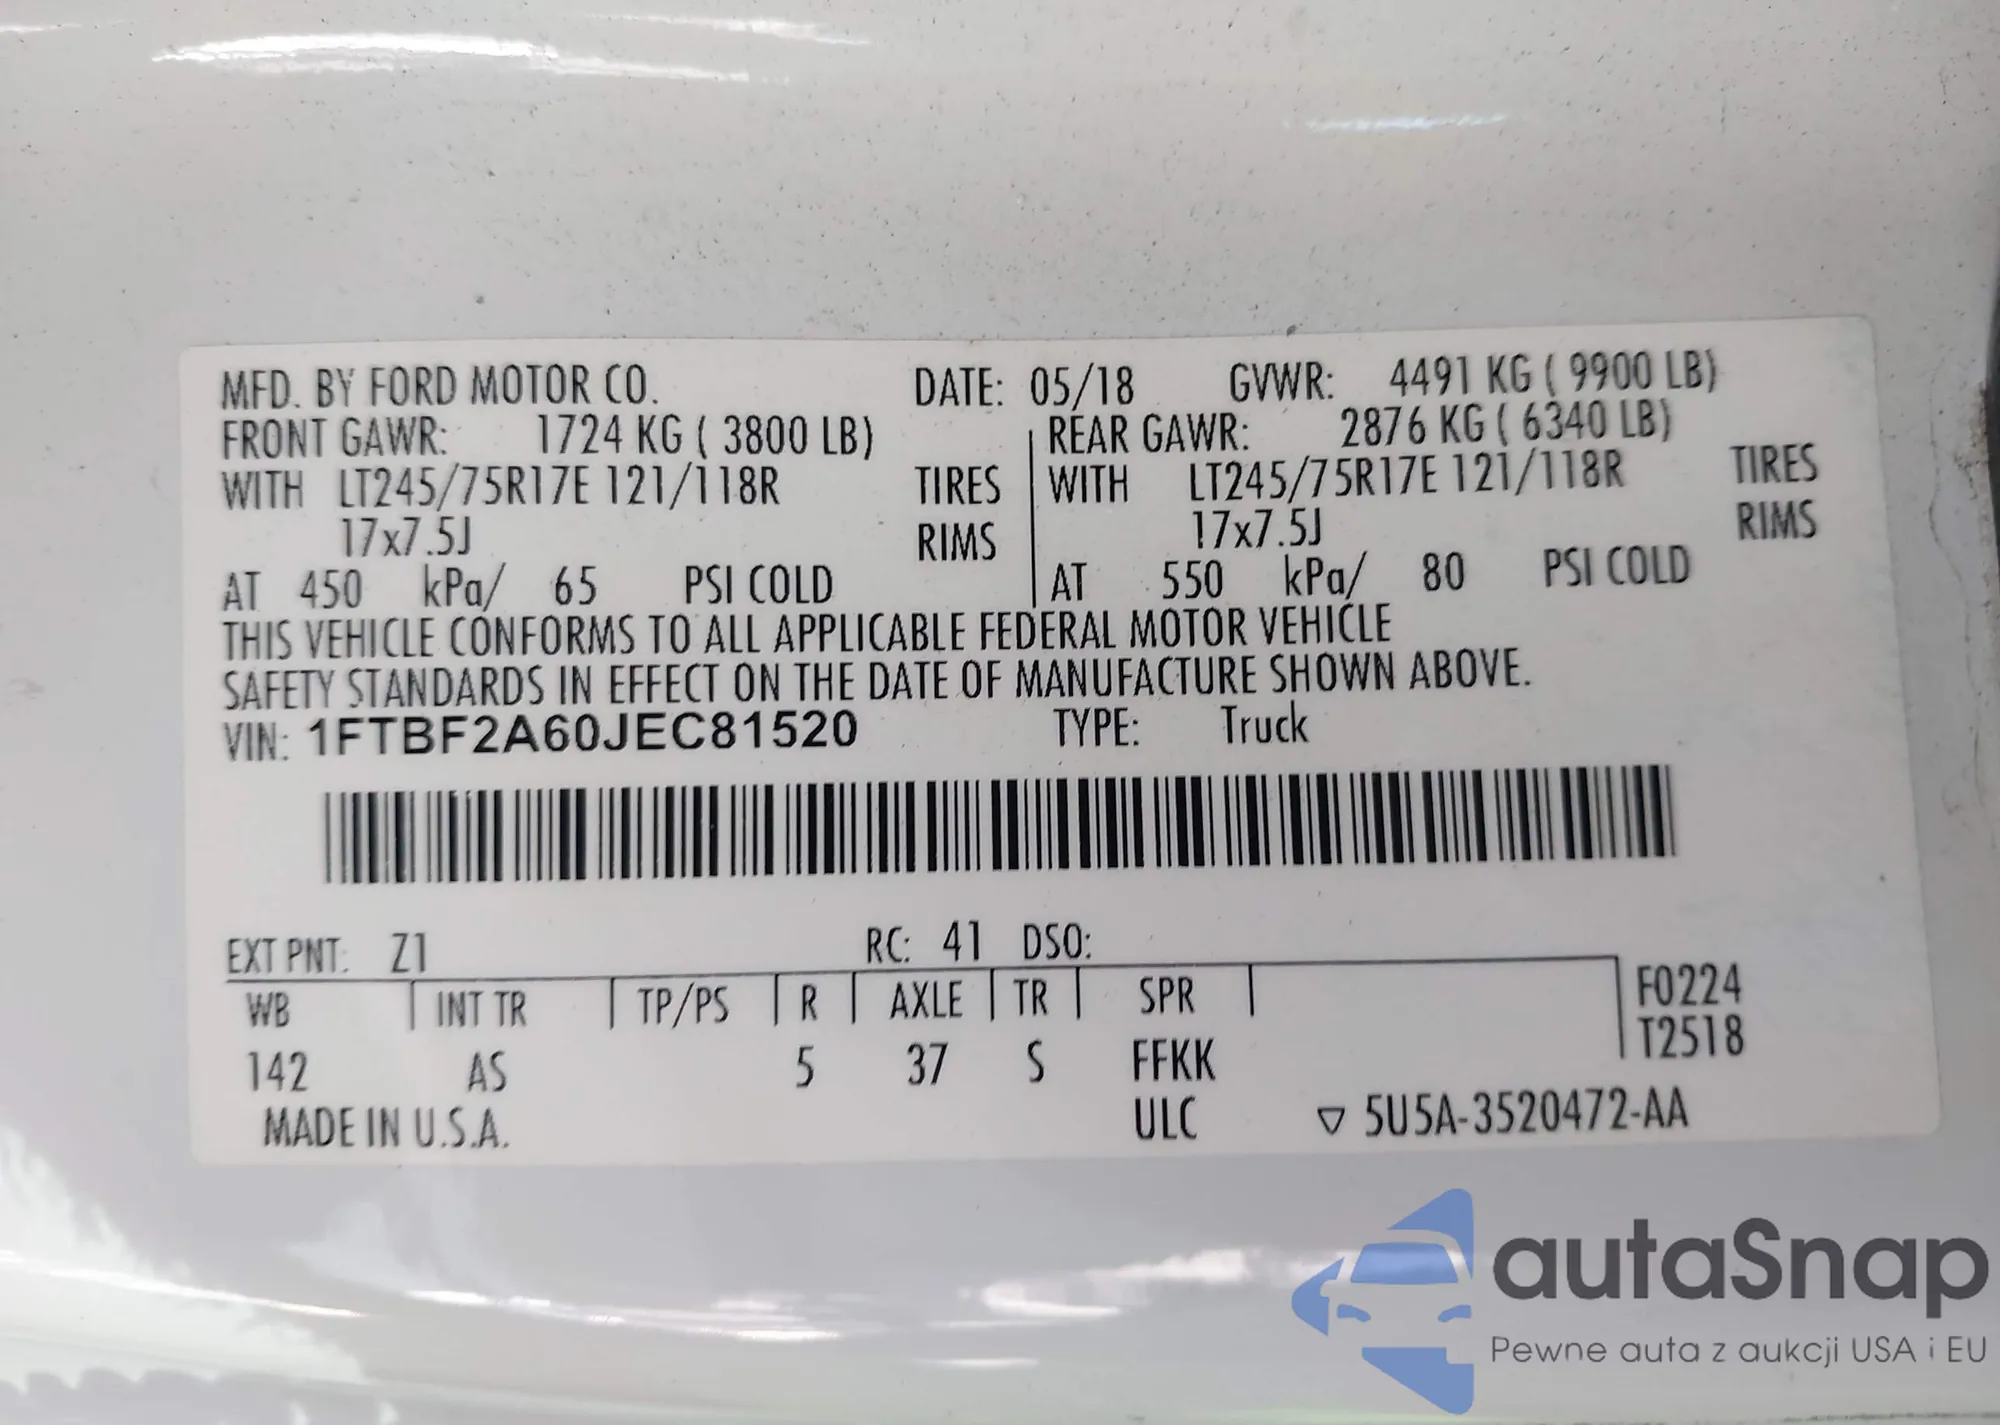 MFD. BY FORD MOTOR CO. DATE: 05/18 GVWR: 4491 KG ( 9900 LB)
FRONT GAWR: 1724 KG ( 3800 LB) REAR GAWR: 2876 KG ( 6340 LB)
WITH LT245/75R17E 121/118R TIRES WITH LT245/75R17E 121/118R TIRES
17x7.5J RIMS 17x7.5J RIMS
AT 450 kPa/ 65 PSI COLD AT 550 kPa/ 80 PSI COLD
THIS VEHICLE CONFORMS TO ALL APPLICABLE FEDERAL MOTOR VEHICLE
SAFETY STANDARDS IN EFFECT ON THE DATE OF MANUFACTURE SHOWN ABOVE.
VIN: 1FTBF2A60JEC81520 TYPE: Truck
EXT PNT: Z1 RC: 41 DSO:
WB INT TR TP/PS R AXLE TR SPR F0224
T2518
142 AS 5 37 S FFKK
MADE IN U.S.A. ULC ▽ 5U5A-3520472-AA
autaSnap
Pewne auta z aukcji USA i EU